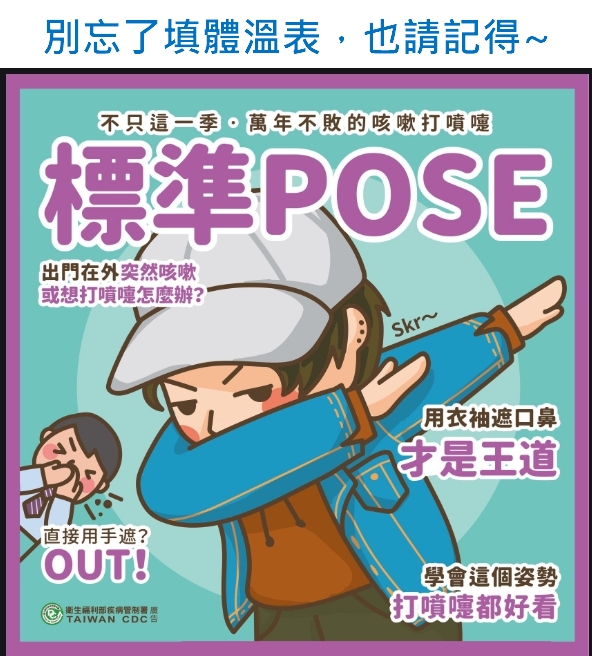 別忘了填體溫表，也請記得~
不只這一季・萬年不敗的咳嗽打噴嚏
標準POSE
出門在外突然咳嗽
或想打噴嚏怎麼辦?
Skr~
用衣袖遮口鼻
才是王道
直接用手遮?
OUT!
學會這個姿勢
打噴嚏都好看
衛生福利部疾病管制署 廣告
TAIWAN CDC